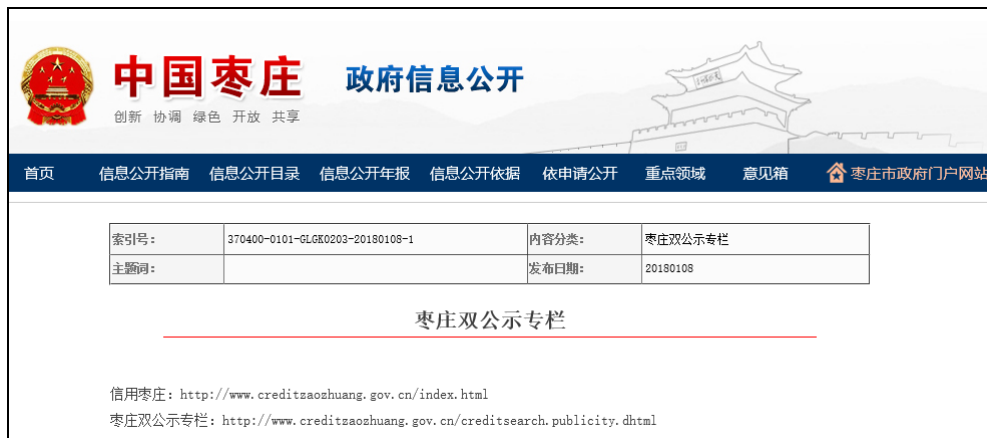 中国枣庄 政府信息公开
创新 协调 绿色 开放 共享
首页 信息公开指南 信息公开目录 信息公开年报 信息公开依据 依申请公开 重点领域 意见箱 枣庄市政府门户网站
索引号： 370400-0101-GLGK0203-20180108-1 内容分类： 枣庄双公示专栏
主题词： 发布日期： 20180108
枣庄双公示专栏
信用枣庄：http://www.creditzaozhuang.gov.cn/index.html
枣庄双公示专栏：http://www.creditzaozhuang.gov.cn/creditsearch.publicity.dhtml